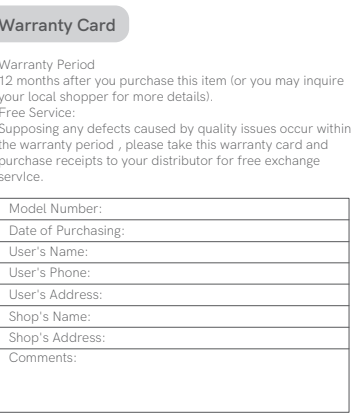 Warranty Card
Warranty Period
12 months after you purchase this item (or you may inquire
your local shopper for more details).
Free Service:
Supposing any defects caused by quality issues occur within
the warranty period , please take this warranty card and
purchase receipts to your distributor for free exchange
servIce.
Model Number:
Date of Purchasing:
User's Name:
User's Phone:
User's Address:
Shop's Name:
Shop's Address:
Comments: